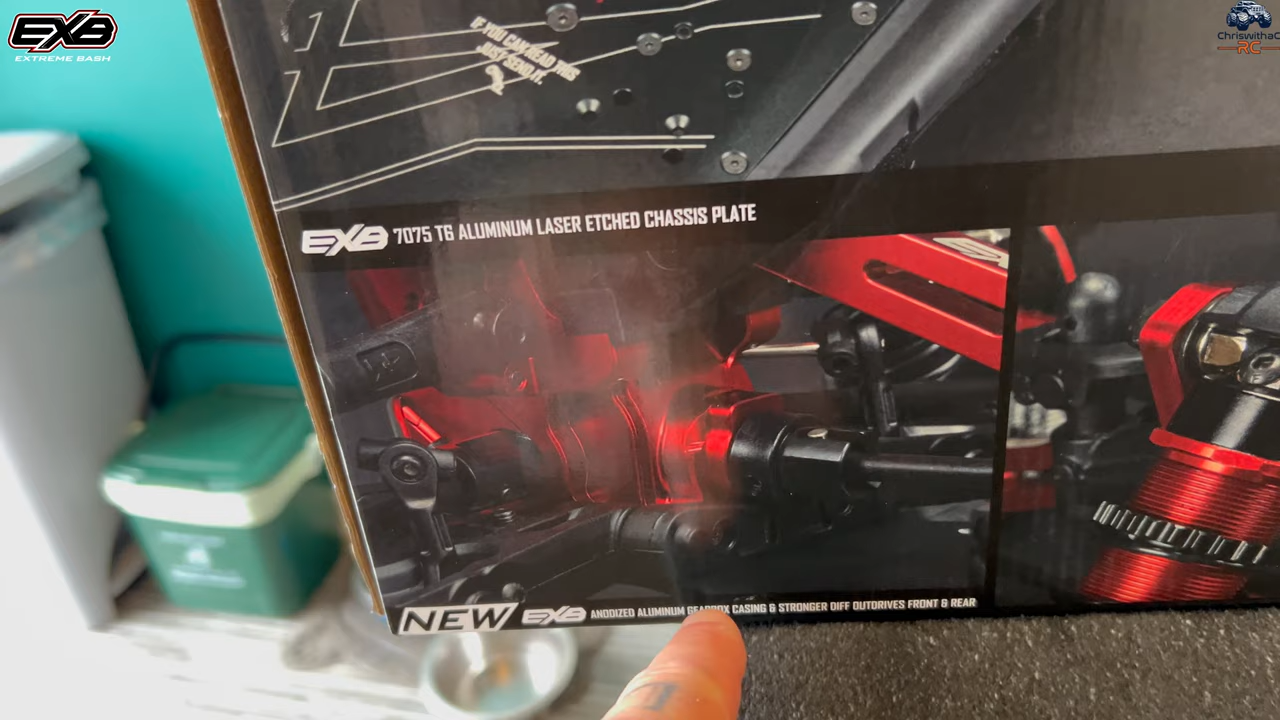 EXB
EXTREME BASH
ChriswithaC
RC
IF YOU CAN READ THIS
JUST SEND IT.
EXB 7075 T6 ALUMINUM LASER ETCHED CHASSIS PLATE
NEW EXB ANODIZED ALUMINUM GEARBOX CASING & STRONGER DIFF OUTDRIVES FRONT & REAR